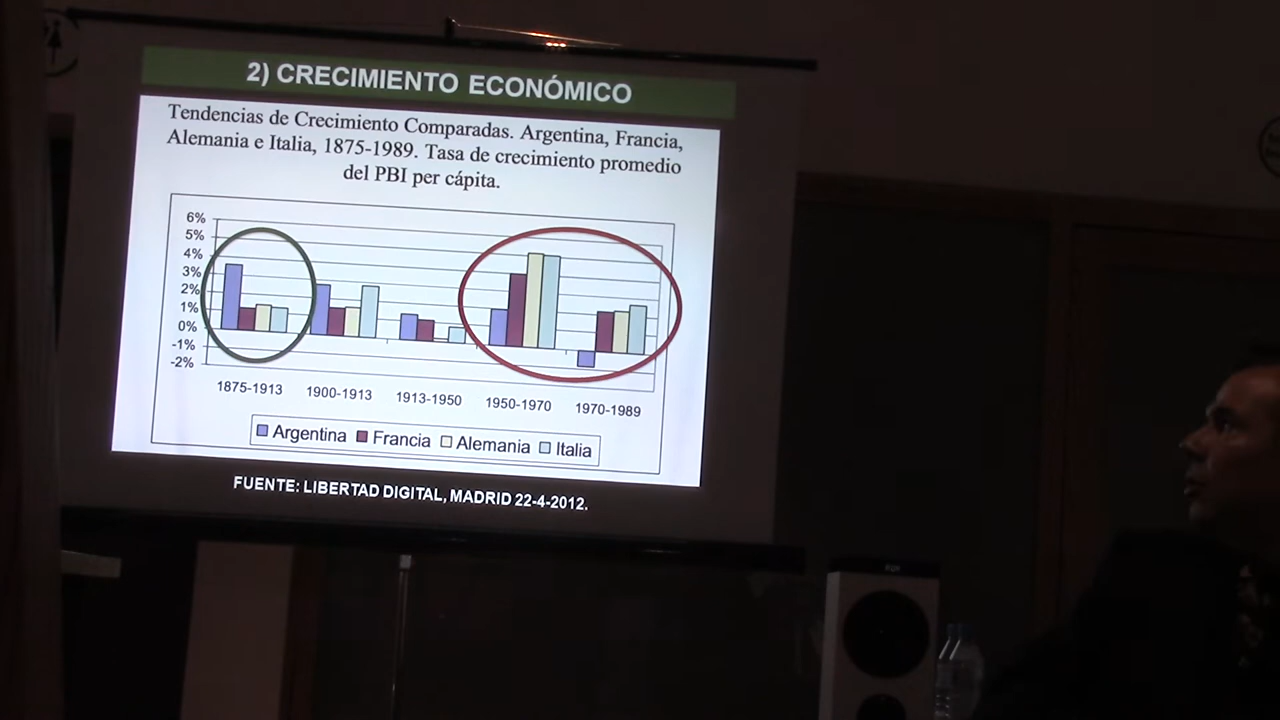 2) CRECIMIENTO ECONÓMICO
Tendencias de Crecimiento Comparadas. Argentina, Francia,
Alemania e Italia, 1875-1989. Tasa de crecimiento promedio
del PBI per cápita.
6%
5%
4%
3%
2%
1%
0%
-1%
-2%
1875-1913 1900-1913 1913-1950 1950-1970 1970-1989
Argentina Francia Alemania Italia
FUENTE: LIBERTAD DIGITAL, MADRID 22-4-2012.